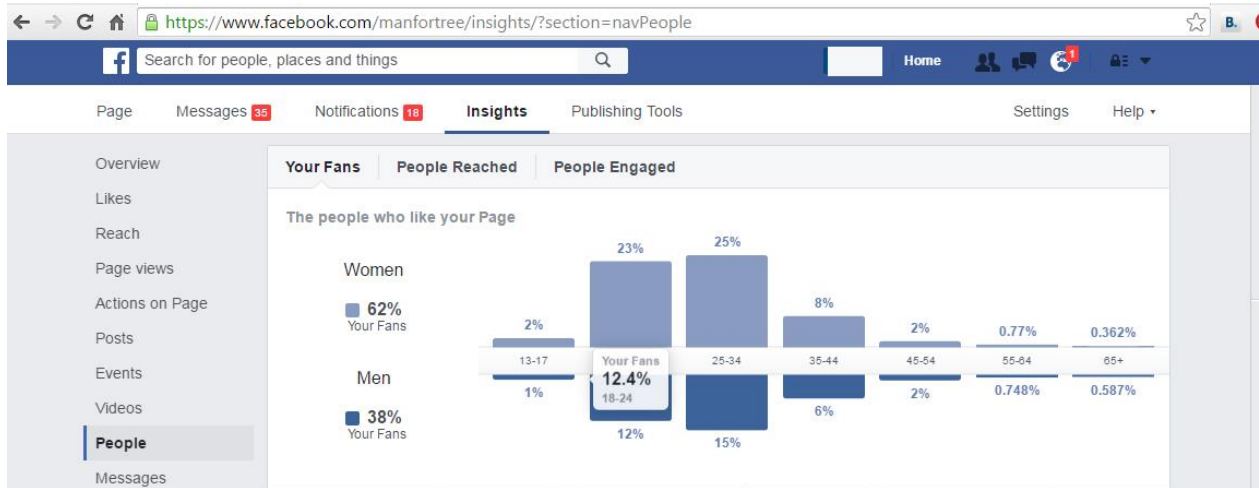 https://www.facebook.com/manfortree/insights/?section=navPeople
B.
f Search for people, places and things Home 1
Page Messages 35 Notifications 18 Insights Publishing Tools Settings Help
Overview
Likes
Reach
Page views
Actions on Page
Posts
Events
Videos
People
Messages
Your Fans People Reached People Engaged
The people who like your Page
Women
62%
Your Fans
Men
38%
Your Fans
2% 23% 25% 8% 2% 0.77% 0.362%
13-17 25-34 35-44 45-54 55-64 65+
Your Fans
12.4%
18-24
1% 12% 15% 6% 2% 0.748% 0.587%